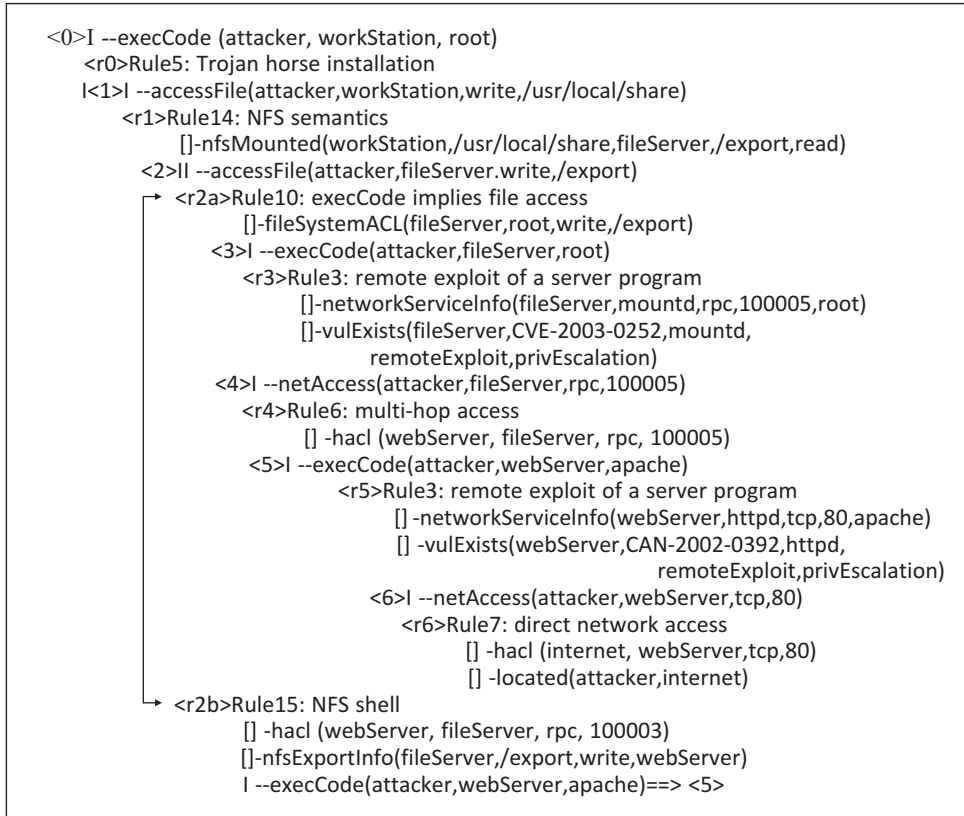 <0>I --execCode (attacker, workStation, root)
<r0>Rule5: Trojan horse installation
I<1>I --accessFile(attacker,workStation,write,/usr/local/share)
<r1>Rule14: NFS semantics
[]-nfsMounted(workStation,/usr/local/share,fileServer,/export,read)
<2>II --accessFile(attacker,fileServer.write,/export)
<r2a>Rule10: execCode implies file access
[]-fileSystemACL(fileServer,root,write,/export)
<3>I --execCode(attacker,fileServer,root)
<r3>Rule3: remote exploit of a server program
[]-networkServiceInfo(fileServer,mountd,rpc,100005,root)
[]-vulExists(fileServer,CVE-2003-0252,mountd,
remoteExploit,privEscalation)
<4>I --netAccess(attacker,fileServer,rpc,100005)
<r4>Rule6: multi-hop access
[] -hacl (webServer, fileServer, rpc, 100005)
<5>I --execCode(attacker,webServer,apache)
<r5>Rule3: remote exploit of a server program
[] -networkServicelnfo(webServer,httpd,tcp,80,apache)
[] -vulExists(webServer,CAN-2002-0392,httpd,
remoteExploit,privEscalation)
<6>I --netAccess(attacker,webServer,tcp,80)
<r6>Rule7: direct network access
[] -hacl (internet, webServer,tcp,80)
[] -located(attacker,internet)
<r2b>Rule15: NFS shell
[] -hacl (webServer, fileServer, rpc, 100003)
[]-nfsExportInfo(fileServer,/export,write,webServer)
I --execCode(attacker,webServer,apache)==> <5>